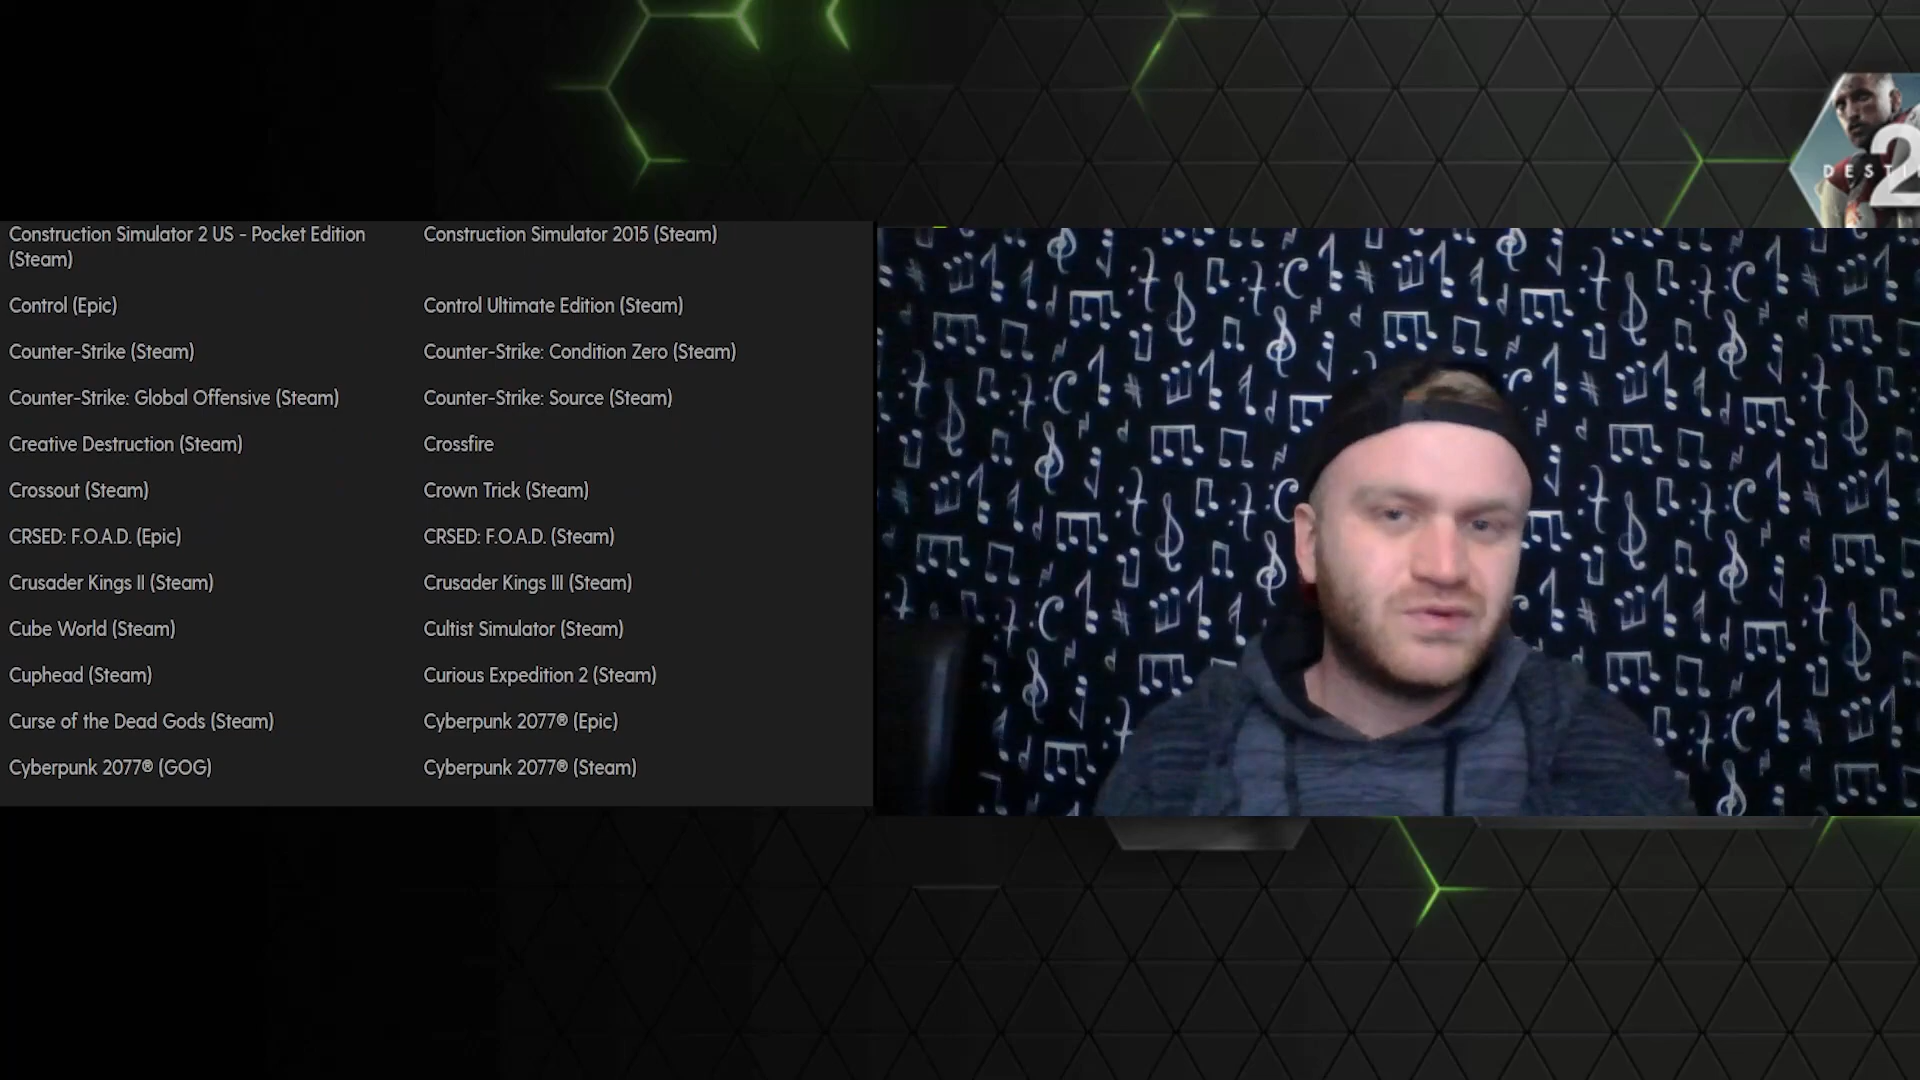 DESTI
2
Construction Simulator 2 US - Pocket Edition
(Steam)
Construction Simulator 2015 (Steam)
Control (Epic)
Control Ultimate Edition (Steam)
Counter-Strike (Steam)
Counter-Strike: Condition Zero (Steam)
Counter-Strike: Global Offensive (Steam)
Counter-Strike: Source (Steam)
Creative Destruction (Steam)
Crossfire
Crossout (Steam)
Crown Trick (Steam)
CRSED: F.O.A.D. (Epic)
CRSED: F.O.A.D. (Steam)
Crusader Kings II (Steam)
Crusader Kings III (Steam)
Cube World (Steam)
Cultist Simulator (Steam)
Cuphead (Steam)
Curious Expedition 2 (Steam)
Curse of the Dead Gods (Steam)
Cyberpunk 2077® (Epic)
Cyberpunk 2077® (GOG)
Cyberpunk 2077® (Steam)